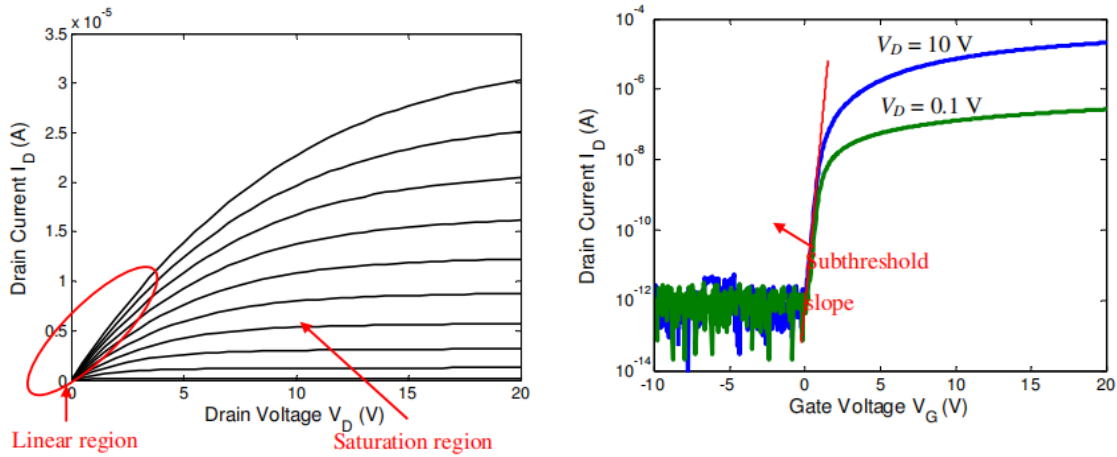 x 10^-5
3.5
3
2.5
2
1.5
1
0.5
0
0
5
10
15
20
Drain Current I_D (A)
Drain Voltage V_D (V)
Linear region
Saturation region
10^-4
10^-6
10^-8
10^-10
10^-12
10^-14
-10
-5
0
5
10
15
20
Drain Current I_D (A)
Gate Voltage V_G (V)
V_D = 10 V
V_D = 0.1 V
Subthreshold
slope